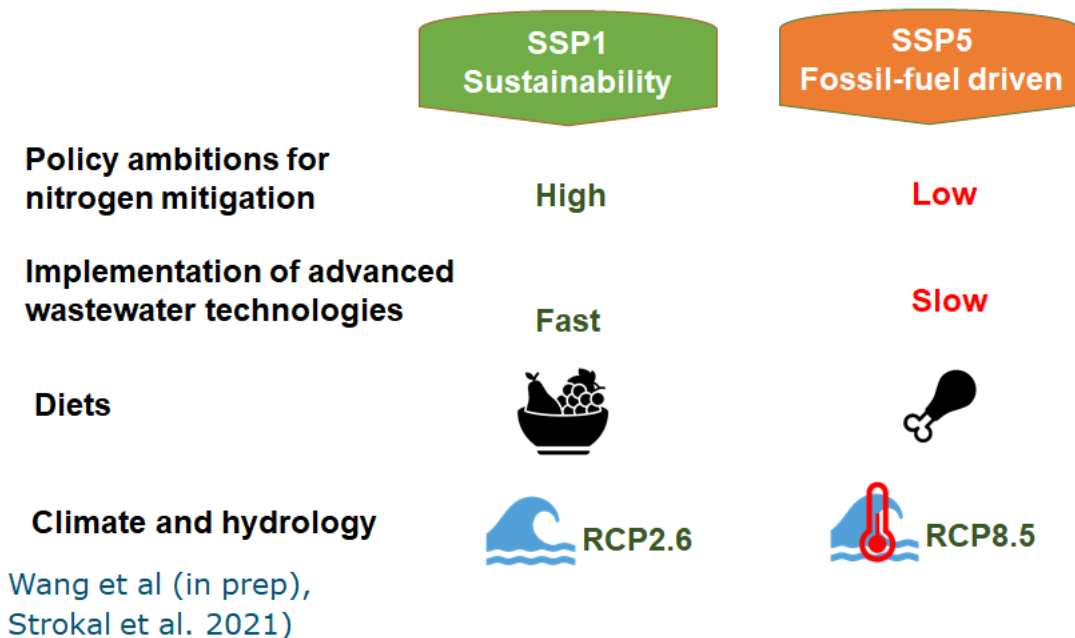 SSP1
Sustainability
SSP5
Fossil-fuel driven
Policy ambitions for
nitrogen mitigation
High
Low
Implementation of advanced
wastewater technologies
Fast
Slow
Diets
Climate and hydrology
RCP2.6
RCP8.5
Wang et al (in prep),
Strokal et al. 2021)